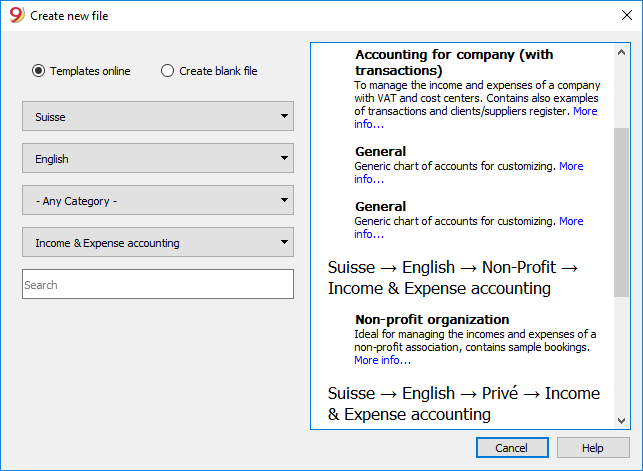 Create new file
Templates online
Create blank file
Suisse
English
- Any Category -
Income & Expense accounting
Search
Accounting for company (with
transactions)
To manage the income and expenses of a company
with VAT and cost centers. Contains also examples
of transactions and clients/suppliers register. More
info...
General
Generic chart of accounts for customizing. More
info...
General
Generic chart of accounts for customizing. More
info...
Suisse → English → Non-Profit →
Income & Expense accounting
Non-profit organization
Ideal for managing the incomes and expenses of a
non-profit association, contains sample bookings.
More info...
Suisse → English → Privé → Income
& Expense accounting
Cancel
Help